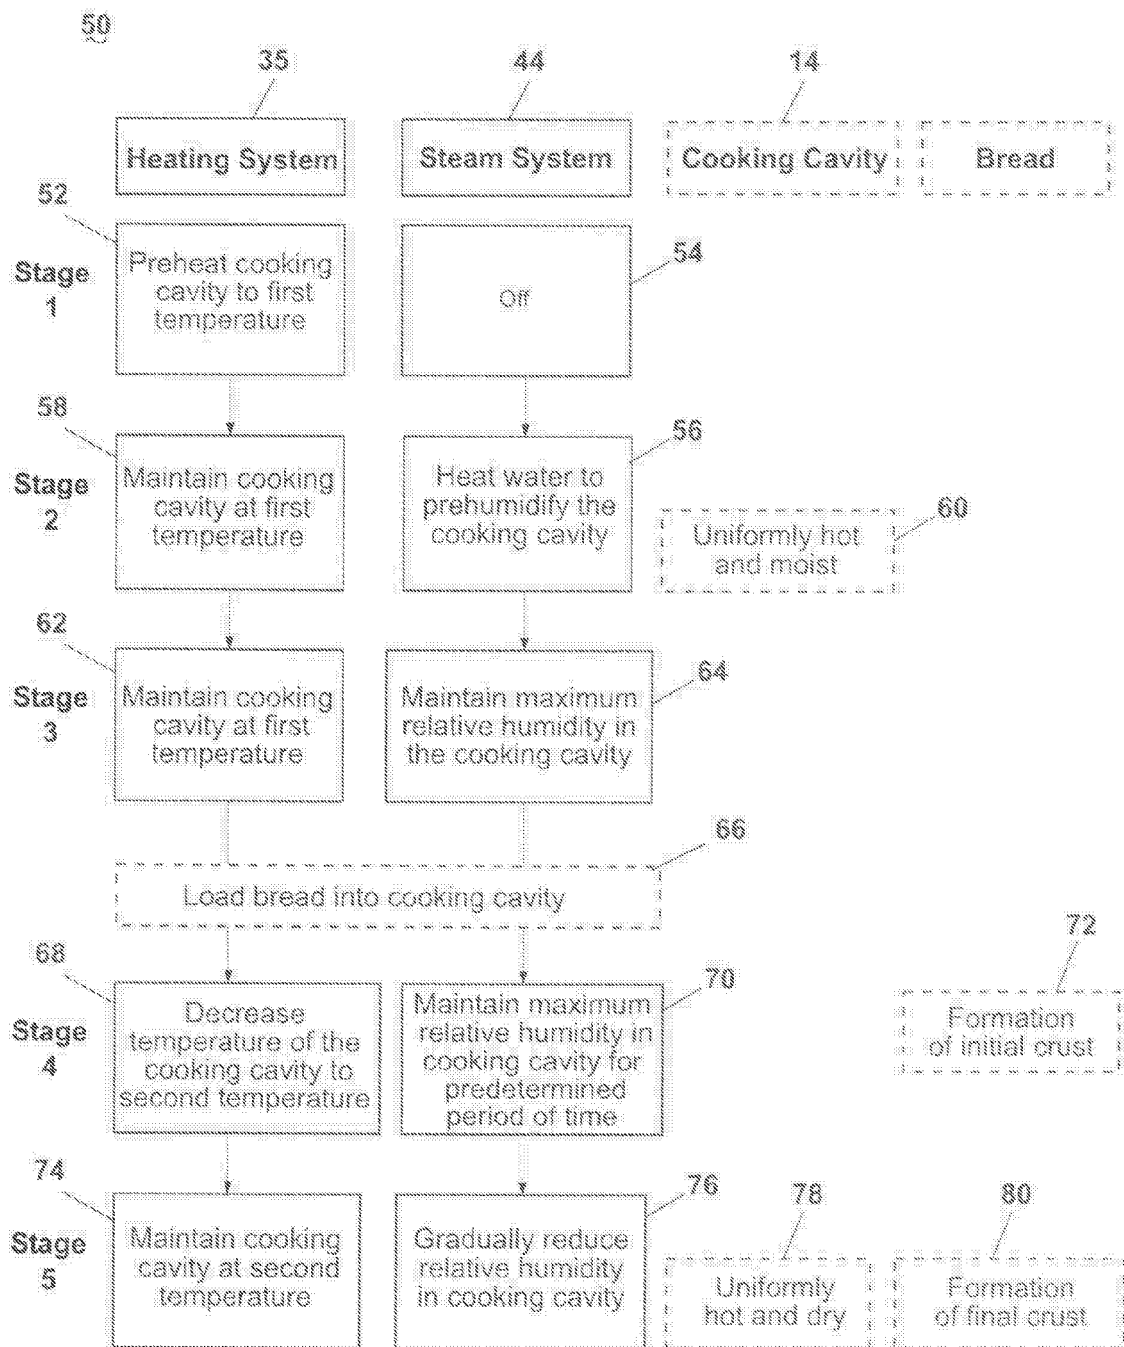 50
35
44
14
Heating System
Steam System
Cooking Cavity
Bread
52
Stage
1
Preheat cooking
cavity to first
temperature
Off
54
58
Stage
2
Maintain cooking
cavity at first
temperature
Heat water to
prehumidify the
cooking cavity
56
Uniformly hot
and moist
60
62
Stage
3
Maintain cooking
cavity at first
temperature
Maintain maximum
relative humidity in
the cooking cavity
64
66
Load bread into cooking cavity
68
Stage
4
Decrease
temperature of the
cooking cavity to
second temperature
Maintain maximum
relative humidity in
cooking cavity for
predetermined
period of time
70
72
Formation
of initial crust
74
Stage
5
Maintain cooking
cavity at second
temperature
Gradually reduce
relative humidity
in cooking cavity
76
78
Uniformly
hot and dry
80
Formation
of final crust